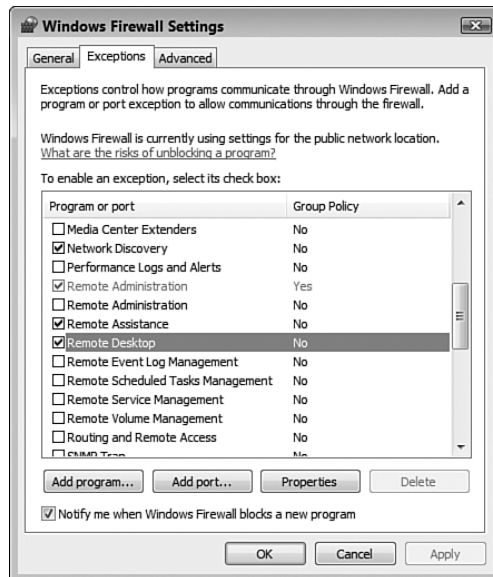 Windows Firewall Settings
General Exceptions Advanced
Exceptions control how programs communicate through Windows Firewall. Add a
program or port exception to allow communications through the firewall.
Windows Firewall is currently using settings for the public network location.
What are the risks of unblocking a program?
To enable an exception, select its check box:
Program or port Group Policy
Media Center Extenders No
Network Discovery No
Performance Logs and Alerts No
Remote Administration Yes
Remote Administration No
Remote Assistance No
Remote Desktop No
Remote Event Log Management No
Remote Scheduled Tasks Management No
Remote Service Management No
Remote Volume Management No
Routing and Remote Access No
SNMP Trap No
Add program... Add port... Properties Delete
Notify me when Windows Firewall blocks a new program
OK Cancel Apply